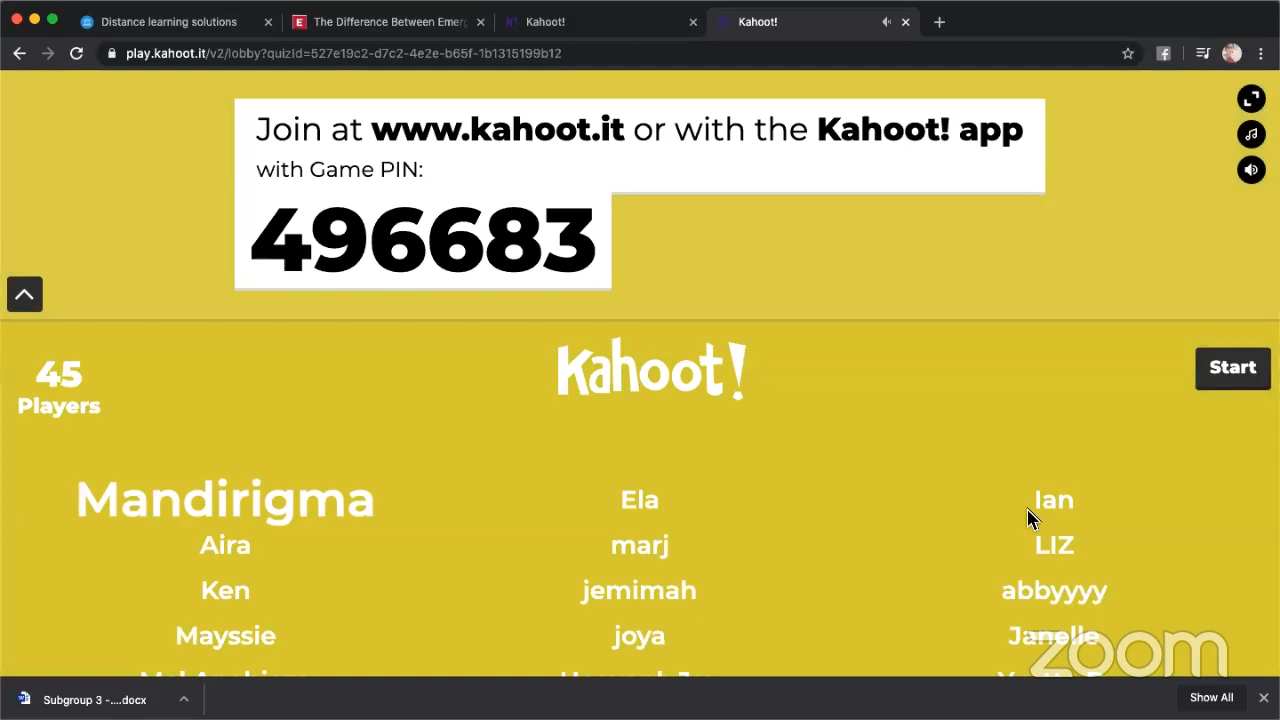 Distance learning solutions
The Difference Between Emerg
Kahoot!
Kahoot!
play.kahoot.it/v2/lobby?quizId=527e19c2-d7c2-4e2e-b65f-1b1315199b12
Join at www.kahoot.it or with the Kahoot! app
with Game PIN:
496683
45
Players
Kahoot!
Start
Mandirigma
Ela
Ian
Aira
marj
LIZ
Ken
jemimah
abbyyyy
Mayssie
joya
Janelle
zoom
Subgroup 3 -....docx
Show All